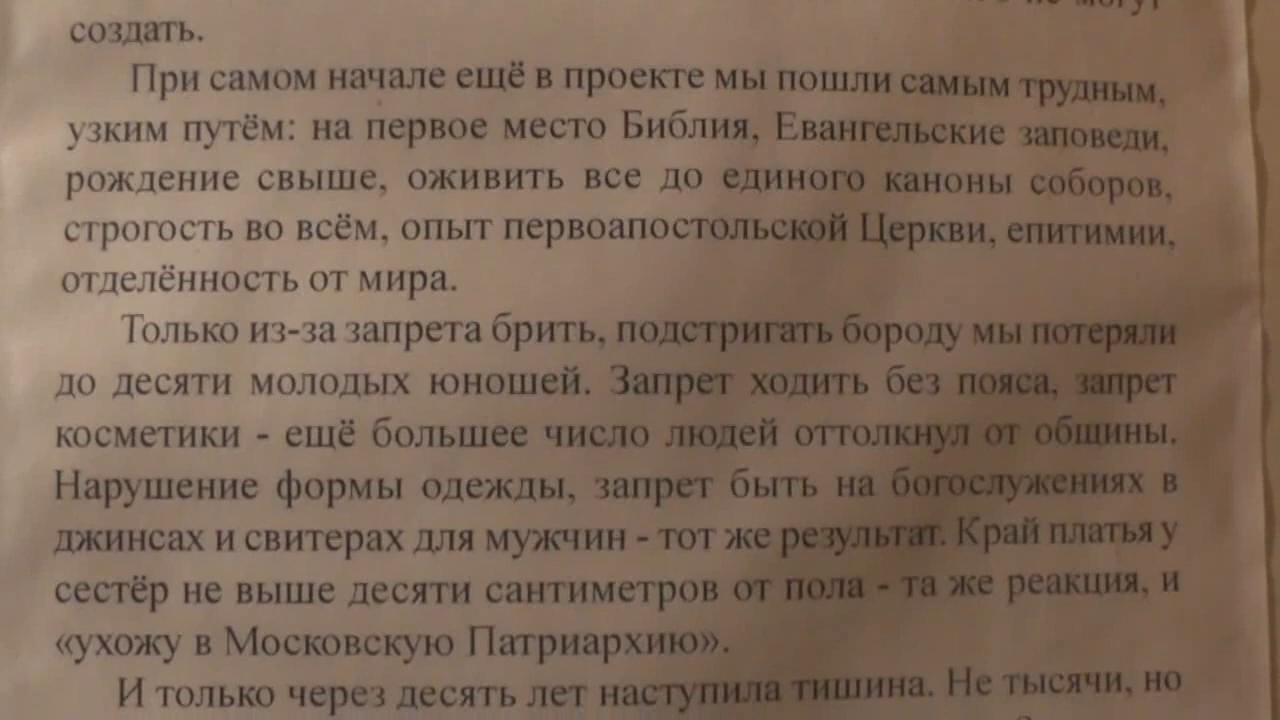 не могут
создать.
При самом начале ещё в проекте мы пошли самым трудным,
узким путём: на первое место Библия, Евангельские заповеди,
рождение свыше, оживить все до единого каноны соборов,
строгость во всём, опыт первоапостольской Церкви, епитимии,
отделённость от мира.
Только из-за запрета брить, подстригать бороду мы потеряли
до десяти молодых юношей. Запрет ходить без пояса, запрет
косметики - ещё большее число людей оттолкнул от общины.
Нарушение формы одежды, запрет быть на богослужениях в
джинсах и свитерах для мужчин - тот же результат. Край платья у
сестёр не выше десяти сантиметров от пола - та же реакция, и
«ухожу в Московскую Патриархию».
И только через десять лет наступила тишина. Не тысячи, но